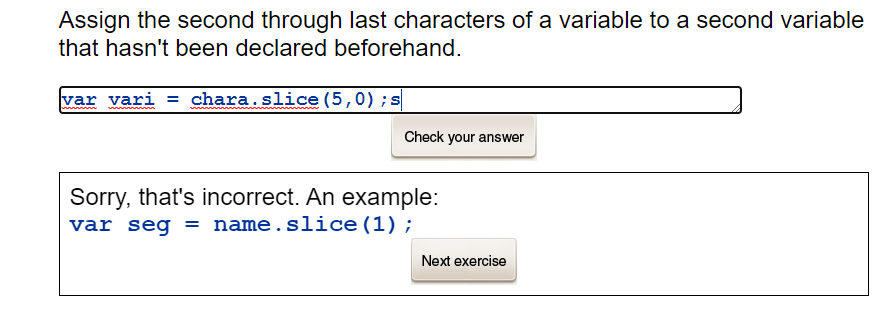 Assign the second through last characters of a variable to a second variable
that hasn't been declared beforehand.
var vari = chara.slice(5,0);s
Check your answer
Sorry, that's incorrect. An example:
var seg = name.slice(1);
Next exercise